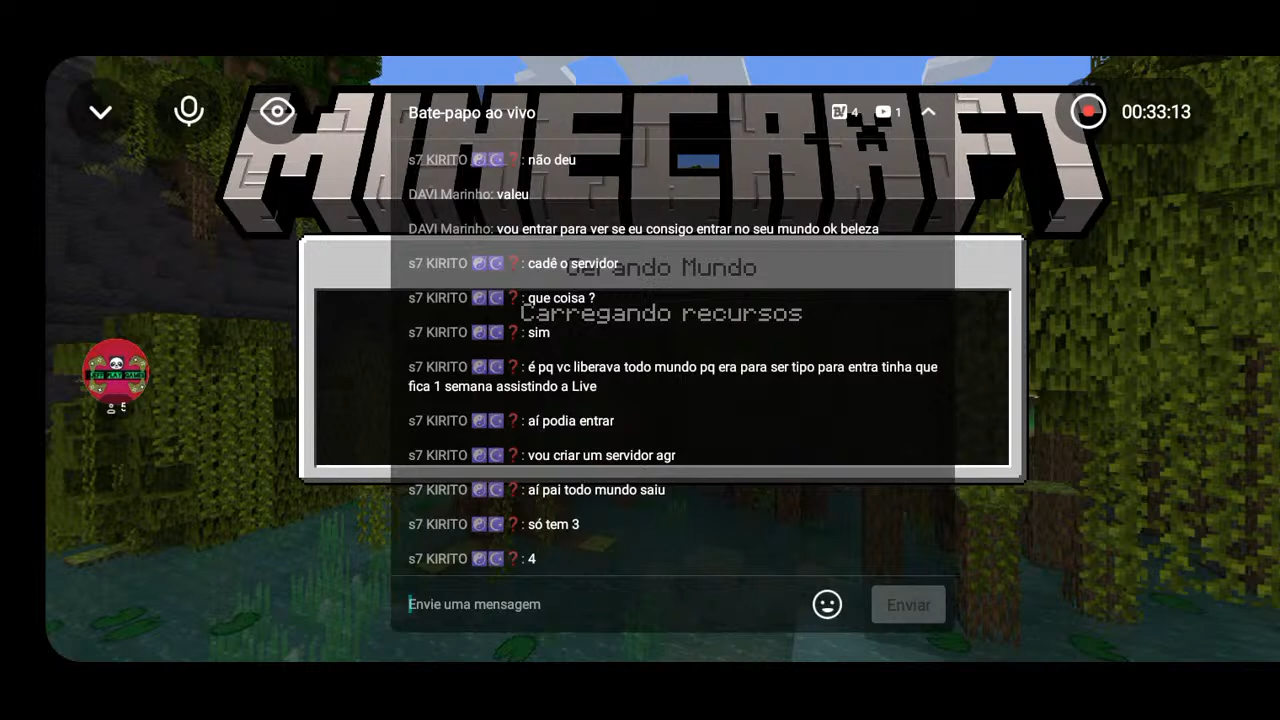 MINECRAFT
Bate-papo ao vivo
4
1
00:33:13
s7 KIRITO ☯️☪️❓: não deu
DAVI Marinho: valeu
DAVI Marinho: vou entrar para ver se eu consigo entrar no seu mundo ok beleza
s7 KIRITO ☯️☪️❓: cadê o servidor
Gerando Mundo
s7 KIRITO ☯️☪️❓: que coisa ?
Carregando recursos
s7 KIRITO ☯️☪️❓: sim
s7 KIRITO ☯️☪️❓: é pq vc liberava todo mundo pq era para ser tipo para entra tinha que
fica 1 semana assistindo a Live
JEFF PLAY GAMES
5
s7 KIRITO ☯️☪️❓: aí podia entrar
s7 KIRITO ☯️☪️❓: vou criar um servidor agr
s7 KIRITO ☯️☪️❓: aí pai todo mundo saiu
s7 KIRITO ☯️☪️❓: só tem 3
s7 KIRITO ☯️☪️❓: 4
Envie uma mensagem
Enviar